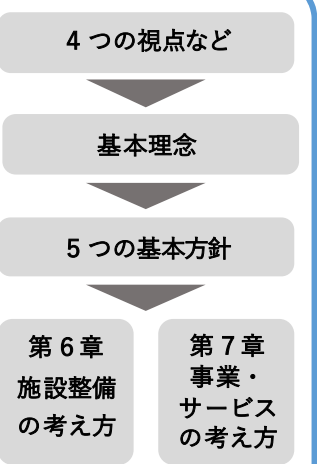 4 つの視点など
基本理念
5 つの基本方針
第 6 章
施設整備
の考え方
第 7 章
事業・
サービス
の考え方